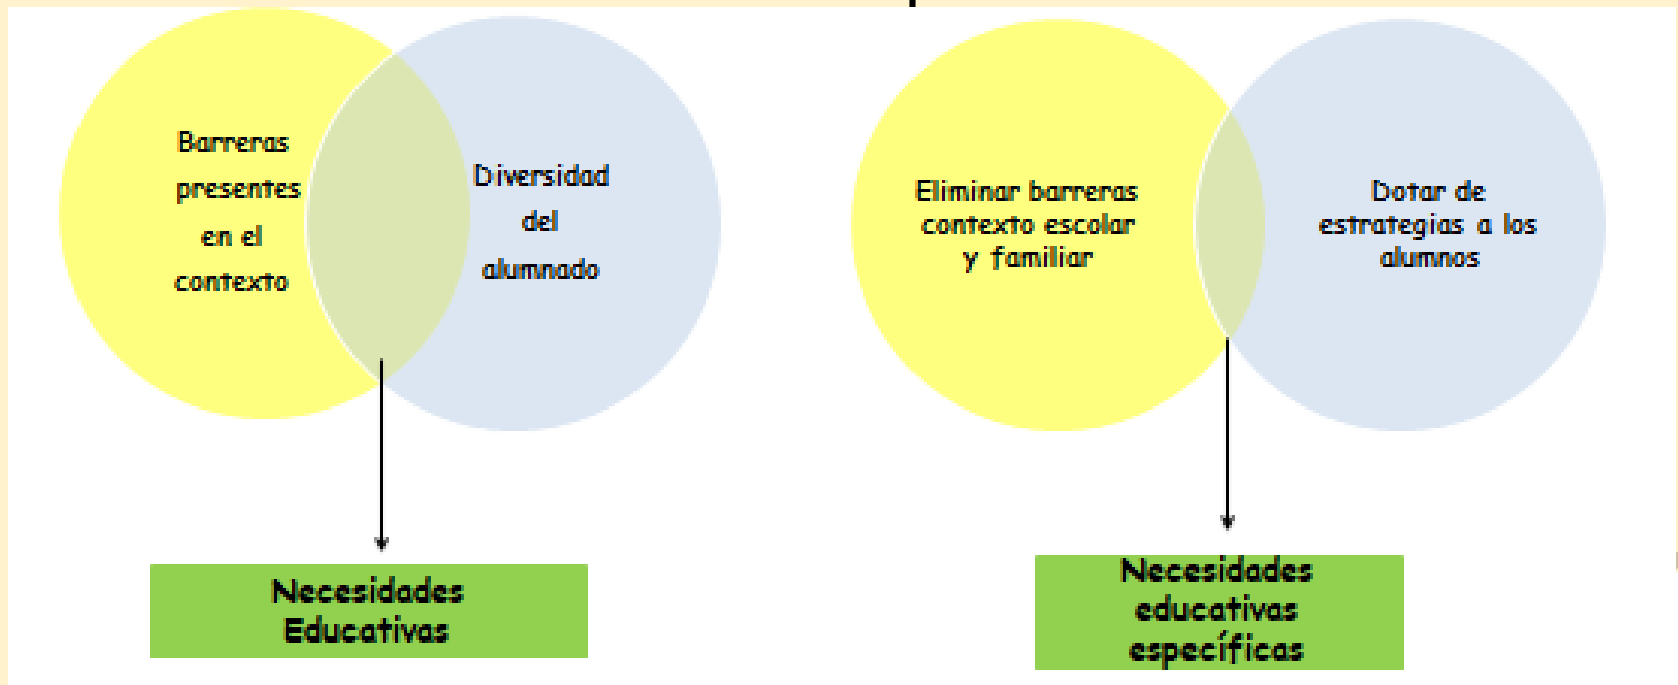 Barreras
presentes
en el
contexto
Diversidad
del
alumnado
Necesidades
Educativas
Eliminar barreras
contexto escolar
y familiar
Dotar de
estrategias a los
alumnos
Necesidades
educativas
específicas